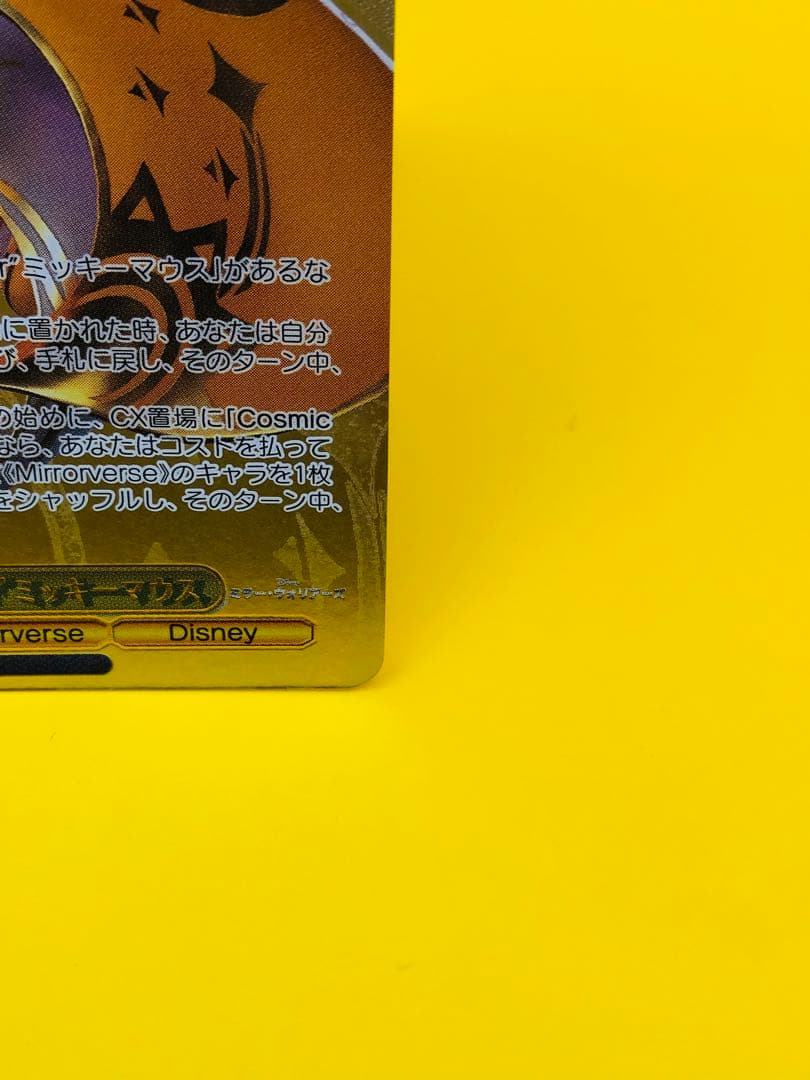 r"ミッキーマウス」があるな
に置かれた時、あなたは自分
び、手札に戻し、そのターン中、
の始めに、CX置場に「Cosmic
なら、あなたはコストを払って
《Mirrorverse》のキャラを1枚
をシャッフルし、そのターン中、
"ミッキーマウス
Disney
ミラー・ウォリアーズ
rverse
Disney